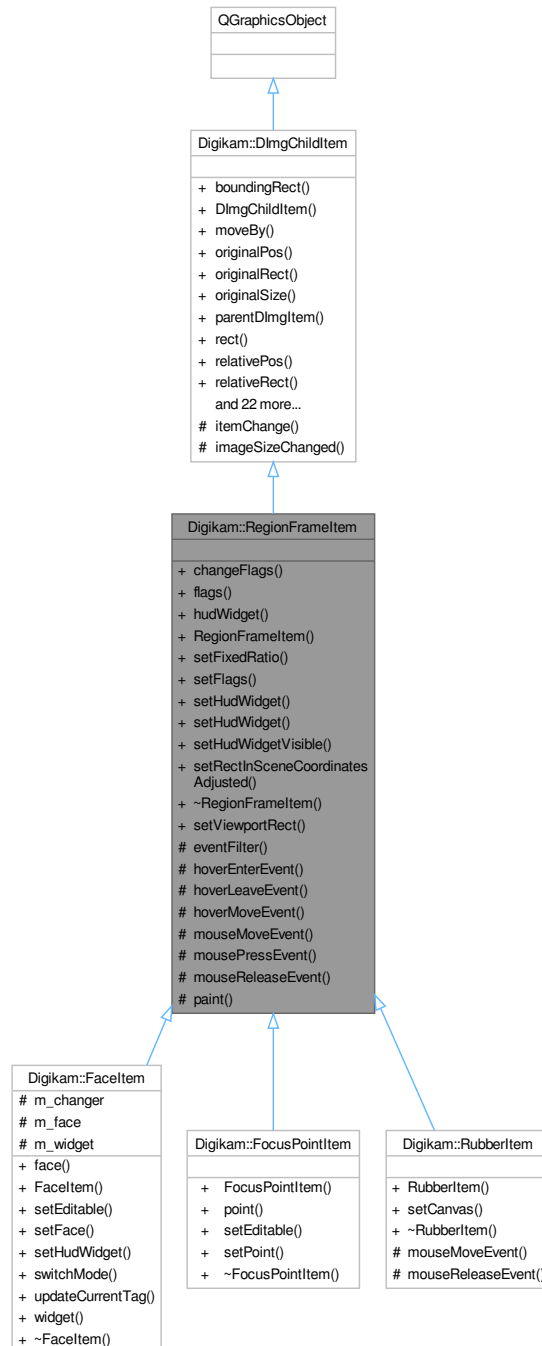 QGraphicsObject
Digikam::DImgChildItem
+ boundingRect()
+ DImgChildItem()
+ moveBy()
+ originalPos()
+ originalRect()
+ originalSize()
+ parentDImgItem()
+ rect()
+ relativePos()
+ relativeRect()
and 22 more...
# itemChange()
# imageSizeChanged()
Digikam::RegionFrameItem
+ changeFlags()
+ flags()
+ hudWidget()
+ RegionFrameItem()
+ setFixedRatio()
+ setFlags()
+ setHudWidget()
+ setHudWidget()
+ setHudWidgetVisible()
+ setRectInSceneCoordinates
Adjusted()
+ ~RegionFrameItem()
+ setViewportRect()
# eventFilter()
# hoverEnterEvent()
# hoverLeaveEvent()
# hoverMoveEvent()
# mouseMoveEvent()
# mousePressEvent()
# mouseReleaseEvent()
# paint()
Digikam::FaceItem
# m_changer
# m_face
# m_widget
+ face()
+ FaceItem()
+ setEditable()
+ setFace()
+ setHudWidget()
+ switchMode()
+ updateCurrentTag()
+ widget()
+ ~FaceItem()
Digikam::FocusPointItem
+ FocusPointItem()
+ point()
+ setEditable()
+ setPoint()
+ ~FocusPointItem()
Digikam::RubberItem
+ RubberItem()
+ setCanvas()
+ ~RubberItem()
# mouseMoveEvent()
# mouseReleaseEvent()